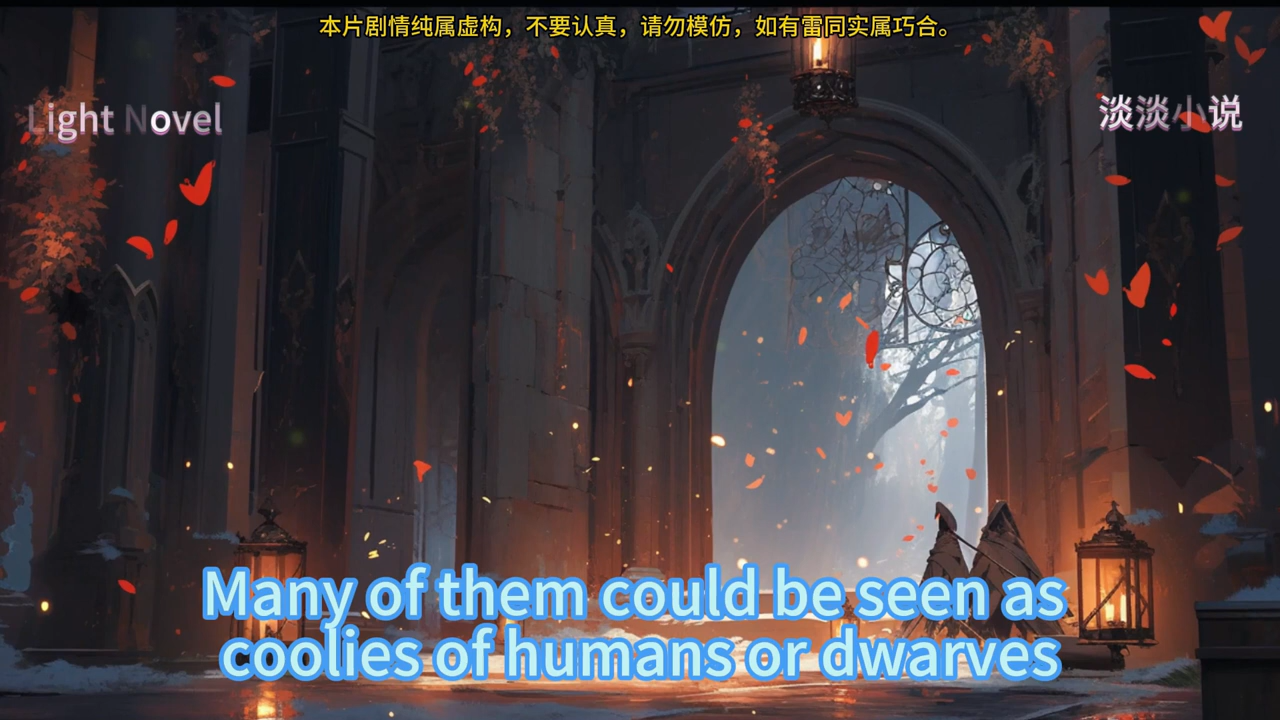 本片剧情纯属虚构，不要认真，请勿模仿，如有雷同实属巧合。
Light Novel
淡淡小说
Many of them could be seen as
coolies of humans or dwarves